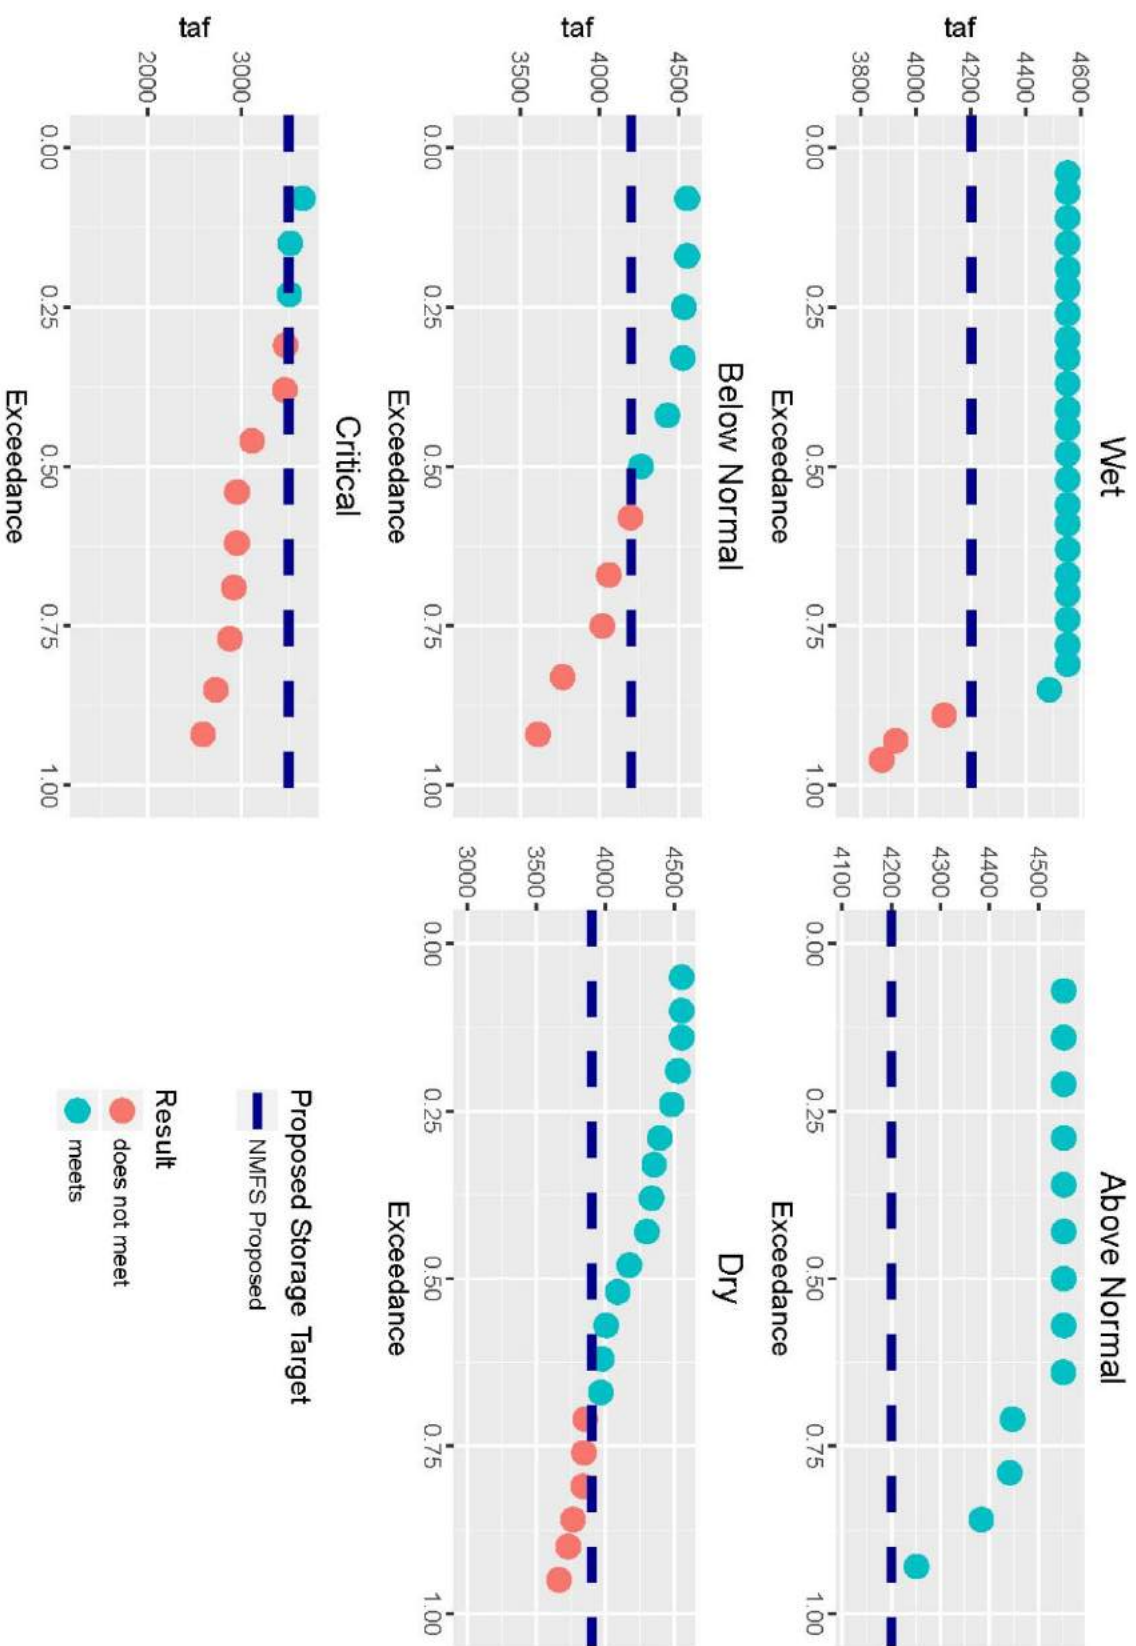 Wet
taf
4600
4400
4200
4000
3800
0.00
0.25
0.50
0.75
1.00
Exceedance
Above Normal
4500
4400
4300
4200
4100
0.00
0.25
0.50
0.75
1.00
Exceedance
Below Normal
taf
4500
4000
3500
0.00
0.25
0.50
0.75
1.00
Exceedance
Dry
4500
4000
3500
3000
0.00
0.25
0.50
0.75
1.00
Exceedance
Critical
taf
3000
2000
0.00
0.25
0.50
0.75
1.00
Exceedance
Proposed Storage Target
NMFS Proposed
Result
does not meet
meets